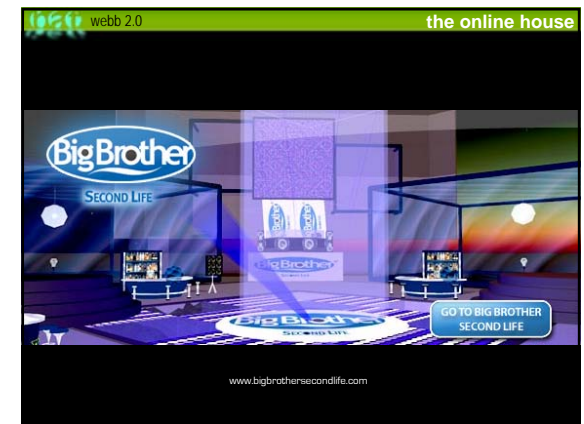 webb 2.0
the online house
Big Brother
SECOND LIFE
Big Brother
Big Brother
SECOND LIFE
GO TO BIG BROTHER
SECOND LIFE
www.bigbrothersecondlife.com